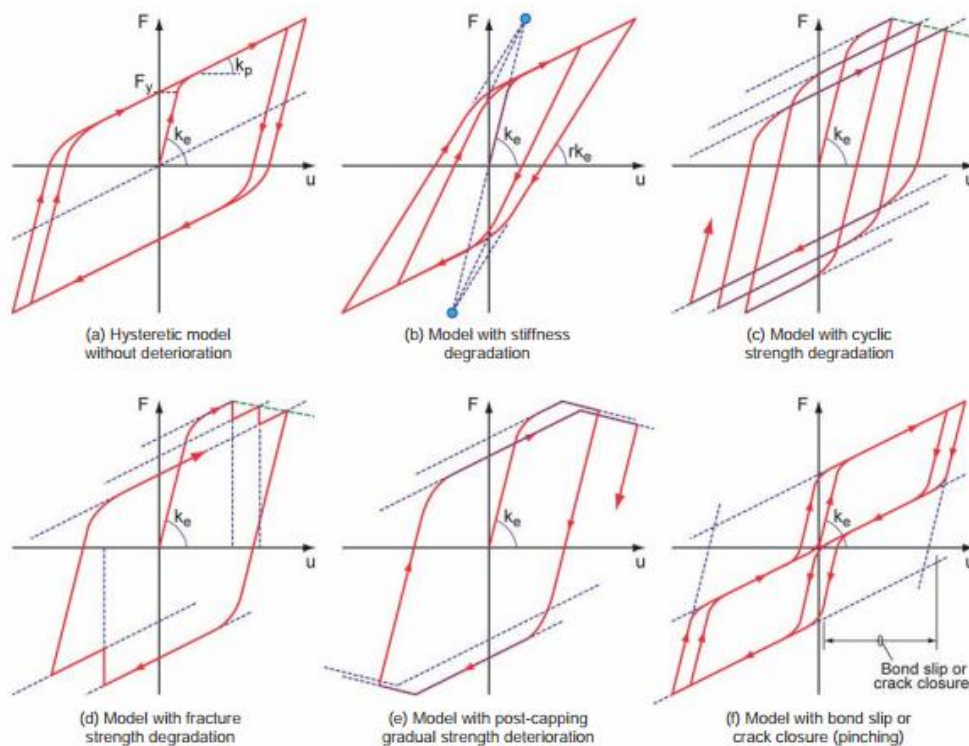 F
F
F
k_p
F_y
k_e
k_e
rk_e
k_e
u
u
u
(a) Hysteretic model
without deterioration
(b) Model with stiffness
degradation
(c) Model with cyclic
strength degradation
F
F
F
k_e
k_e
k_e
u
u
u
Bond slip or
crack closure
(d) Model with fracture
strength degradation
(e) Model with post-capping
gradual strength deterioration
(f) Model with bond slip or
crack closure (pinching)